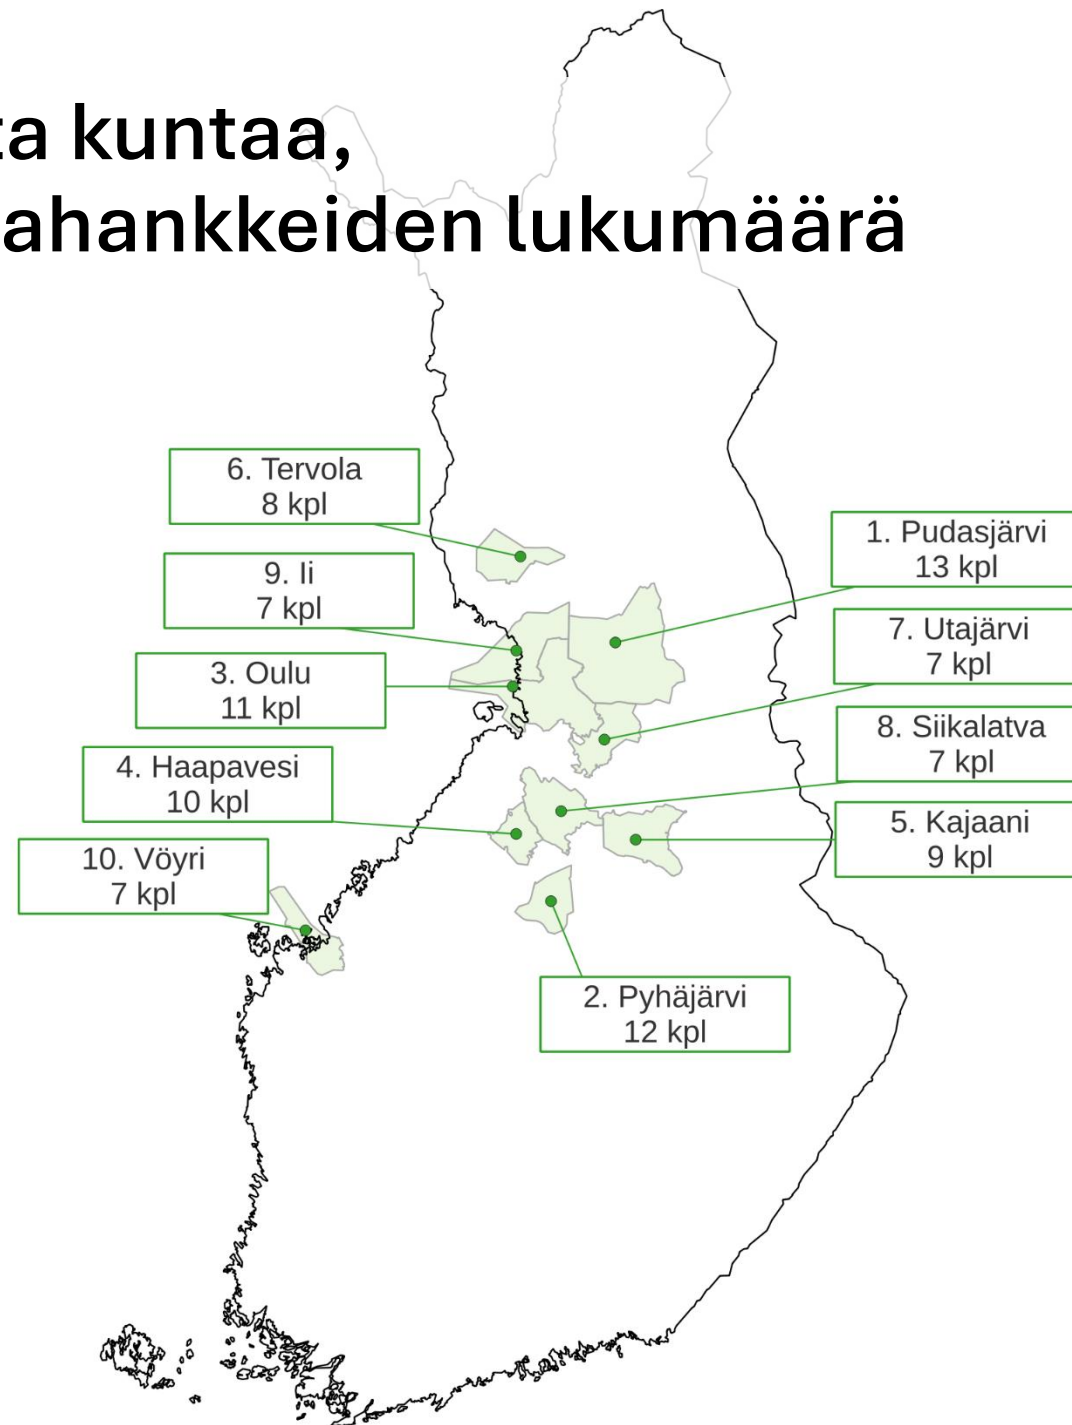 ta kuntaa,
ahankkeiden lukumäärä
6. Tervola
8 kpl
1. Pudasjärvi
13 kpl
9. Ii
7 kpl
7. Utajärvi
7 kpl
3. Oulu
11 kpl
8. Siikalatva
7 kpl
4. Haapavesi
10 kpl
5. Kajaani
9 kpl
10. Vöyri
7 kpl
2. Pyhäjärvi
12 kpl